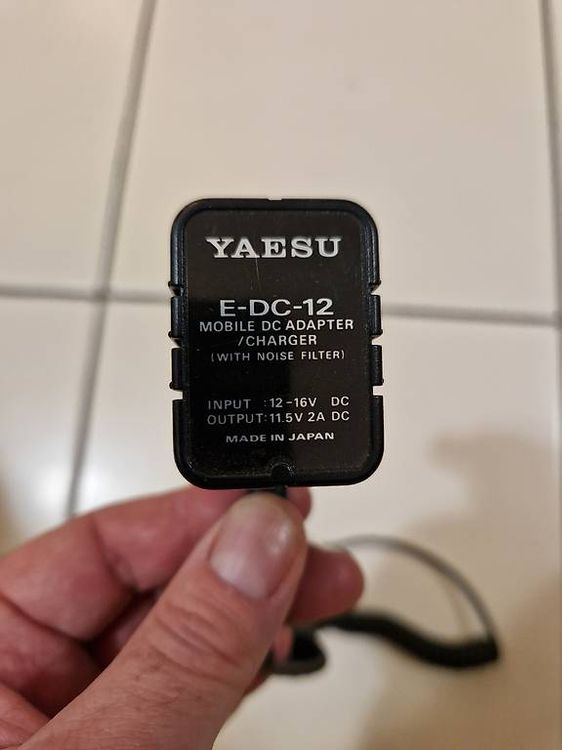 YAESU
E-DC-12
MOBILE DC ADAPTER
/CHARGER
(WITH NOISE FILTER)
INPUT :12-16V DC
OUTPUT:11.5V 2A DC
MADE IN JAPAN